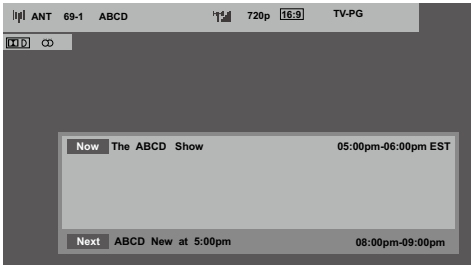 ANT 69-1 ABCD 720p 16:9 TV-PG
Now The ABCD Show 05:00pm-06:00pm EST
Next ABCD New at 5:00pm 08:00pm-09:00pm